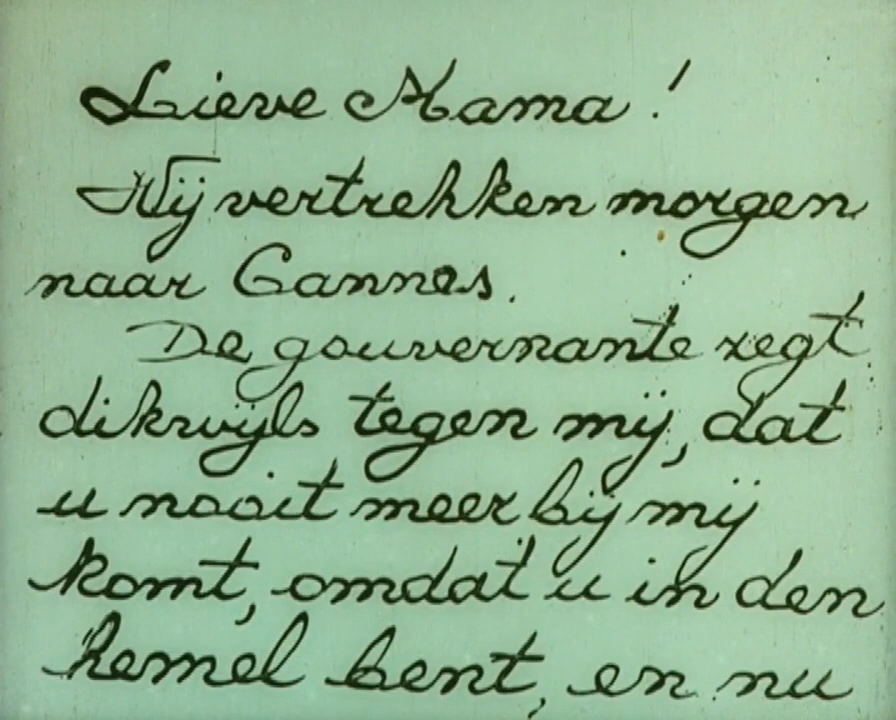 Lieve Mama!
Wij vertrekken morgen
naar Cannes.
De gouvernante zegt
dikwijls tegen mij, dat
u nooit meer bij mij
komt, omdat u in den
hemel bent, en nu